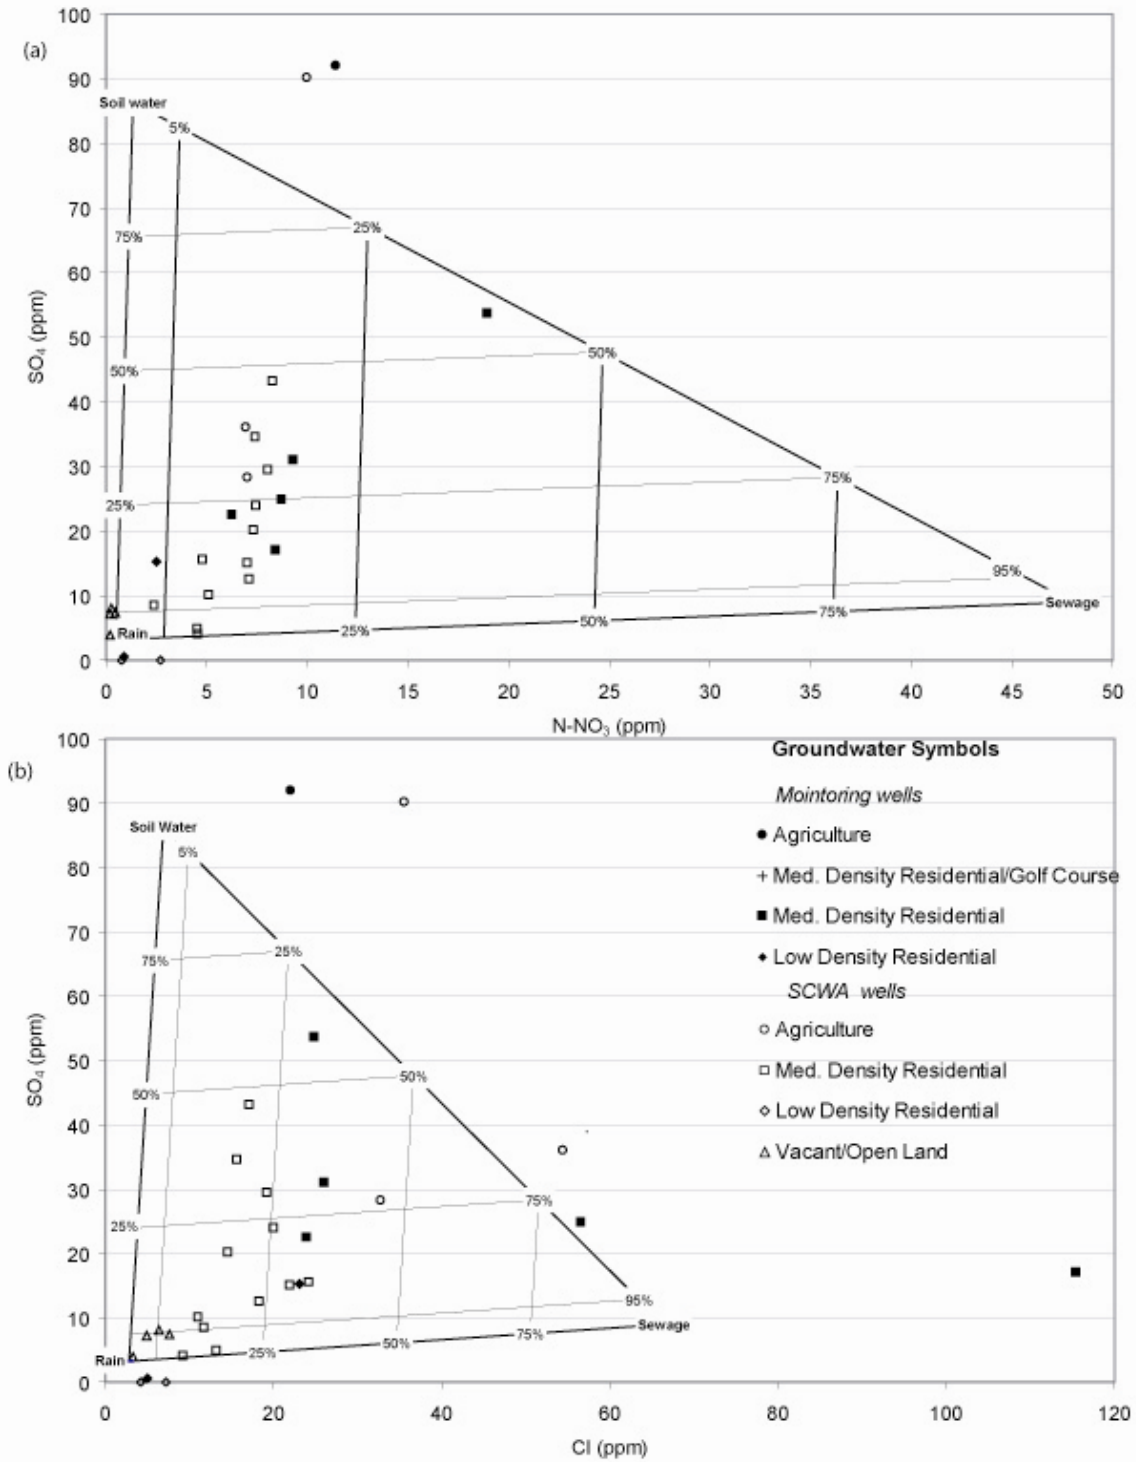 (a)
100
90
80
70
60
50
40
30
20
10
0
SO4 (ppm)
Soil water
5%
25%
75%
50%
50%
25%
75%
95%
Rain
25%
50%
75%
Sewage
0 5 10 15 20 25 30 35 40 45 50
N-NO3 (ppm)
(b)
100
90
80
70
60
50
40
30
20
10
0
SO4 (ppm)
Soil Water
5%
25%
75%
50%
50%
75%
25%
95%
Sewage
Rain
25%
50%
75%
0 20 40 60 80 100 120
Cl (ppm)
Groundwater Symbols
Mointoring wells
Agriculture
Med. Density Residential/Golf Course
Med. Density Residential
Low Density Residential
SCWA wells
Agriculture
Med. Density Residential
Low Density Residential
Vacant/Open Land